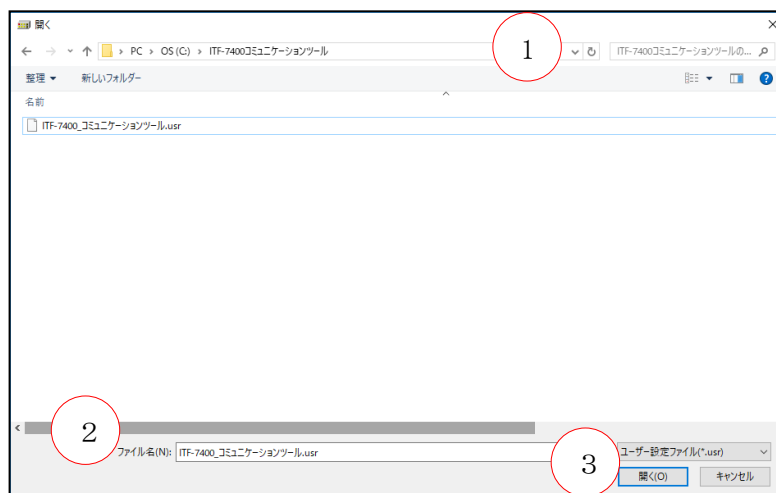 開く
PC > OS (C:) > ITF-7400コミュニケーションツール
ITF-7400コミュニケーションツールの...
1
整理 新しいフォルダー
名前
ITF-7400_コミュニケーションツール.usr
2
ファイル名(N): ITF-7400_コミュニケーションツール.usr
ユーザー設定ファイル(*.usr)
3
開く(O) キャンセル